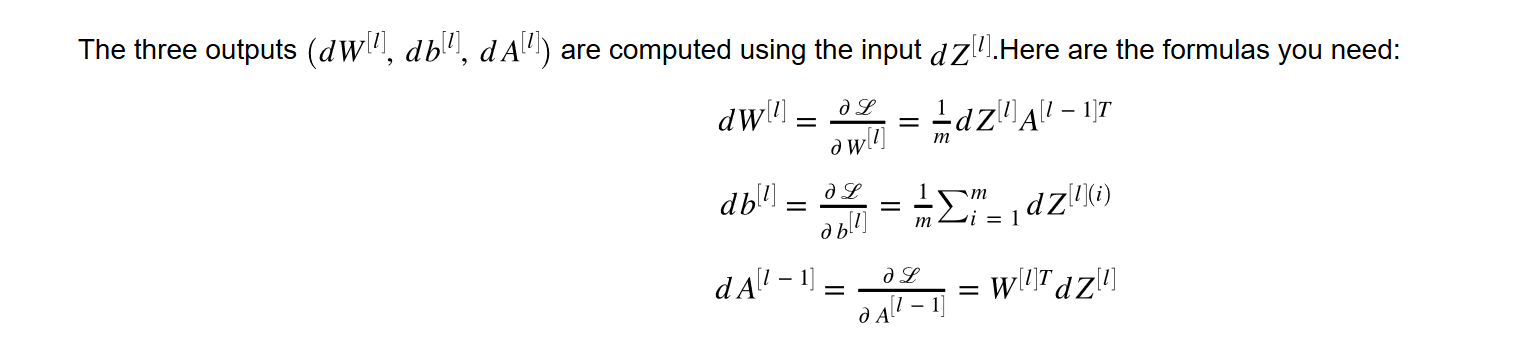 The three outputs $(dW^{[l]}, db^{[l]}, dA^{[l]})$ are computed using the input $dZ^{[l]}$.Here are the formulas you need:
$dW^{[l]} = \frac{\partial \mathcal{L}}{\partial W^{[l]}} = \frac{1}{m} dZ^{[l]} A^{[l-1]T}$
$db^{[l]} = \frac{\partial \mathcal{L}}{\partial b^{[l]}} = \frac{1}{m} \sum_{i=1}^{m} dZ^{[l](i)}$
$dA^{[l-1]} = \frac{\partial \mathcal{L}}{\partial A^{[l-1]}} = W^{[l]T} dZ^{[l]}$